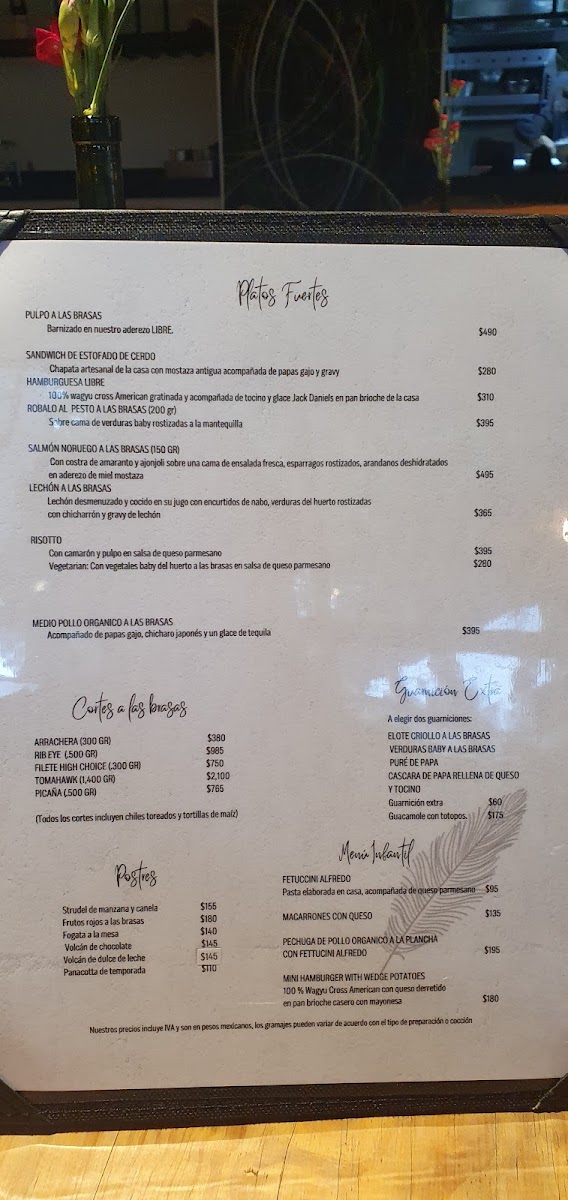 Platos Fuertes
PULPO A LAS BRASAS
Barnizado en nuestro aderezo LIBRE. $490
SANDWICH DE ESTOFADO DE CERDO
Chapata artesanal de la casa con mostaza antigua acompañada de papas gajo y gravy $280
HAMBURGUESA LIBRE
100% wagyu cross American gratinada y acompañada de tocino y glace Jack Daniels en pan brioche de la casa $310
ROBALO AL PESTO A LAS BRASAS (200 gr)
Sobre cama de verduras baby rostizadas a la mantequilla $395
SALMÓN NORUEGO A LAS BRASAS (150 GR)
Con costra de amaranto y ajonjoli sobre una cama de ensalada fresca, esparragos rostizados, arandanos deshidratados
en aderezo de miel mostaza $495
LECHÓN A LAS BRASAS
Lechón desmenuzado y cocido en su jugo con encurtidos de nabo, verduras del huerto rostizadas
con chicharrón y gravy de lechón $365
RISOTTO
Con camarón y pulpo en salsa de queso parmesano $395
Vegetarian: Con vegetales baby del huerto a las brasas en salsa de queso parmesano $280
MEDIO POLLO ORGANICO A LAS BRASAS
Acompañado de papas gajo, chicharo japonés y un glace de tequila $395
Cortes a las brasas
ARRACHERA (300 GR) $380
RIB EYE (.500 GR) $985
FILETE HIGH CHOICE (.300 GR) $750
TOMAHAWK (1,400 GR) $2,100
PICAÑA (.500 GR) $765
(Todos los cortes incluyen chiles toreados y tortillas de maíz)
Guarnición Extra
A elegir dos guarniciones:
ELOTE CRIOLLO A LAS BRASAS
VERDURAS BABY A LAS BRASAS
PURÉ DE PAPA
CASCARA DE PAPA RELLENA DE QUESO
Y TOCINO
Guarnición extra $60
Guacamole con totopos. $175
Postres
Strudel de manzana y canela $155
Frutos rojos a las brasas $180
Fogata a la mesa $140
Volcán de chocolate $145
Volcán de dulce de leche $145
Panacotta de temporada $110
Menú Infantil
FETUCCINI ALFREDO
Pasta elaborada en casa, acompañada de queso parmesano $95
MACARRONES CON QUESO $135
PECHUGA DE POLLO ORGANICO A LA PLANCHA
CON FETTUCINI ALFREDO $195
MINI HAMBURGER WITH WEDGE POTATOES
100 % Wagyu Cross American con queso derretido
en pan brioche casero con mayonesa $180
Nuestros precios incluye IVA y son en pesos mexicanos, los gramajes pueden variar de acuerdo con el tipo de preparación o cocción